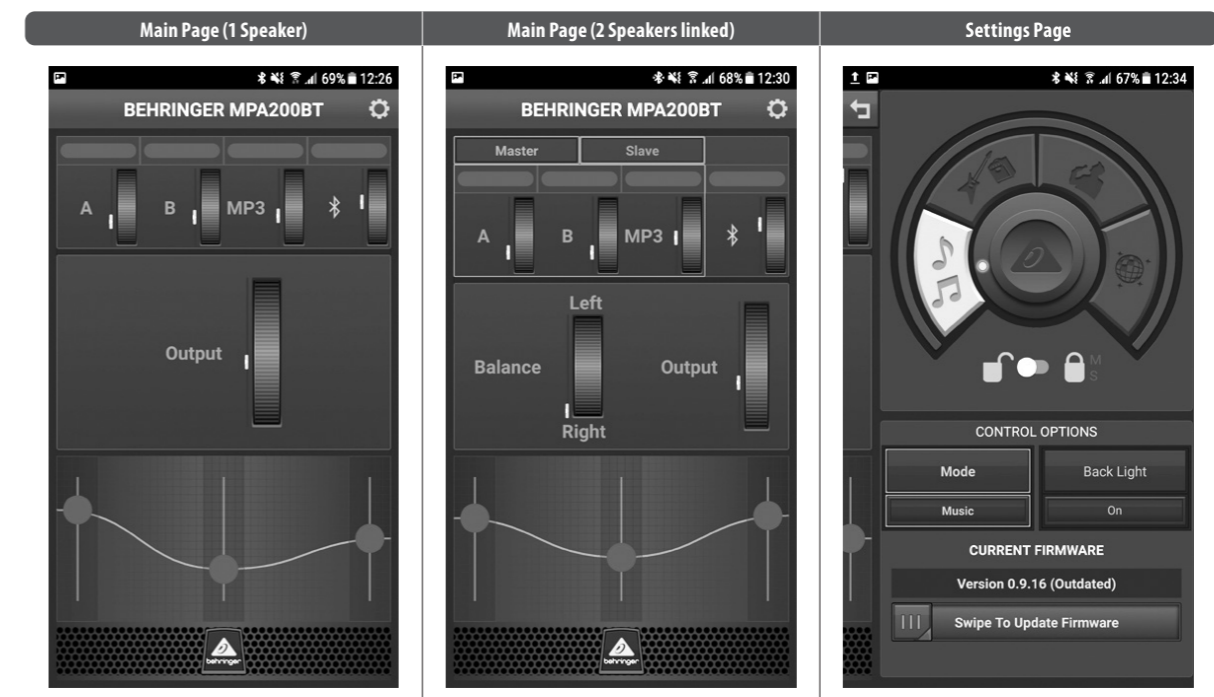 Main Page (1 Speaker)
Main Page (2 Speakers linked)
Settings Page
69% 12:26
BEHRINGER MPA200BT
A
B
MP3
Output
behringer
68% 12:30
BEHRINGER MPA200BT
Master
Slave
A
B
MP3
Left
Balance
Output
Right
behringer
67% 12:34
M
S
CONTROL OPTIONS
Mode
Back Light
Music
On
CURRENT FIRMWARE
Version 0.9.16 (Outdated)
Swipe To Update Firmware